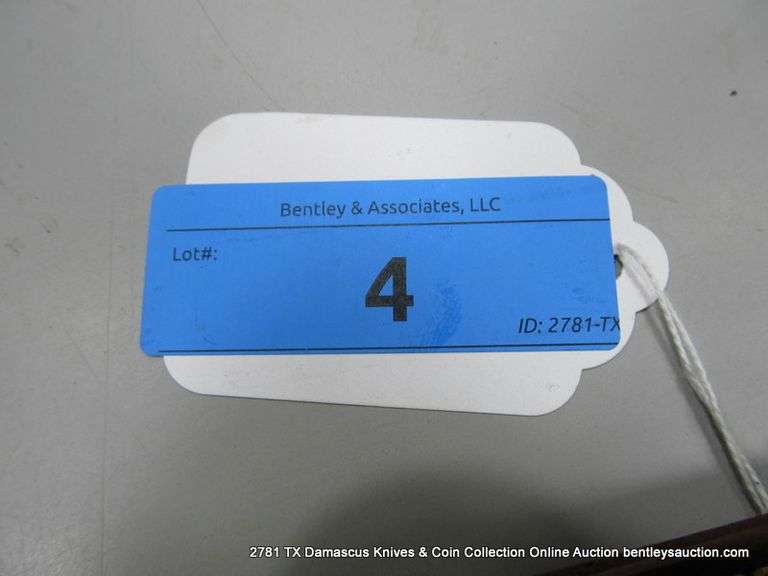 Bentley & Associates, LLC
Lot#:
4
ID: 2781-TX
2781 TX Damascus Knives & Coin Collection Online Auction bentleysauction.com